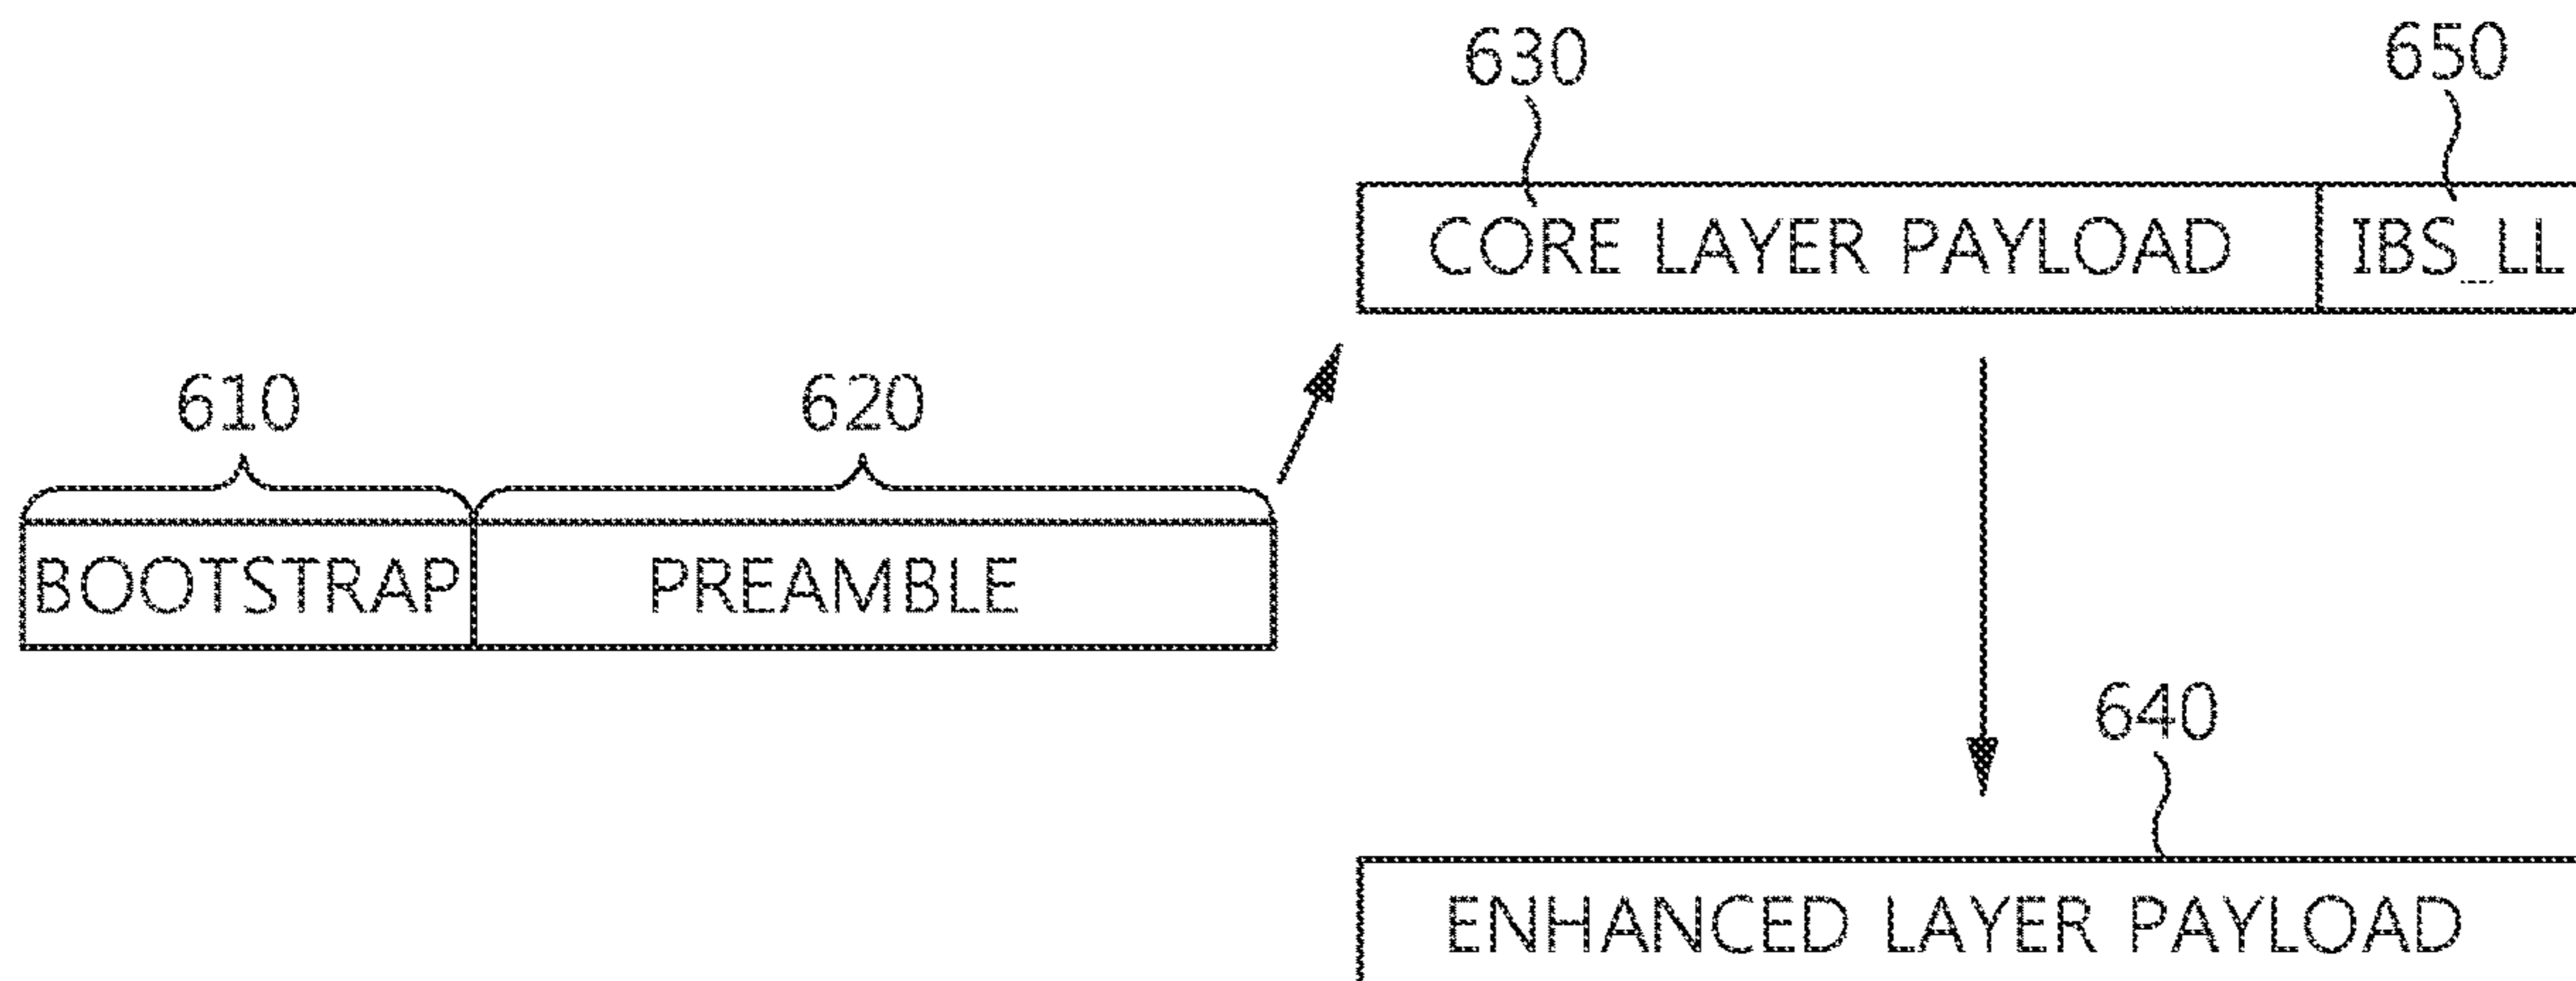 630 650
CORE LAYER PAYLOAD IBS_LL
610 620
BOOTSTRAP PREAMBLE
640
ENHANCED LAYER PAYLOAD